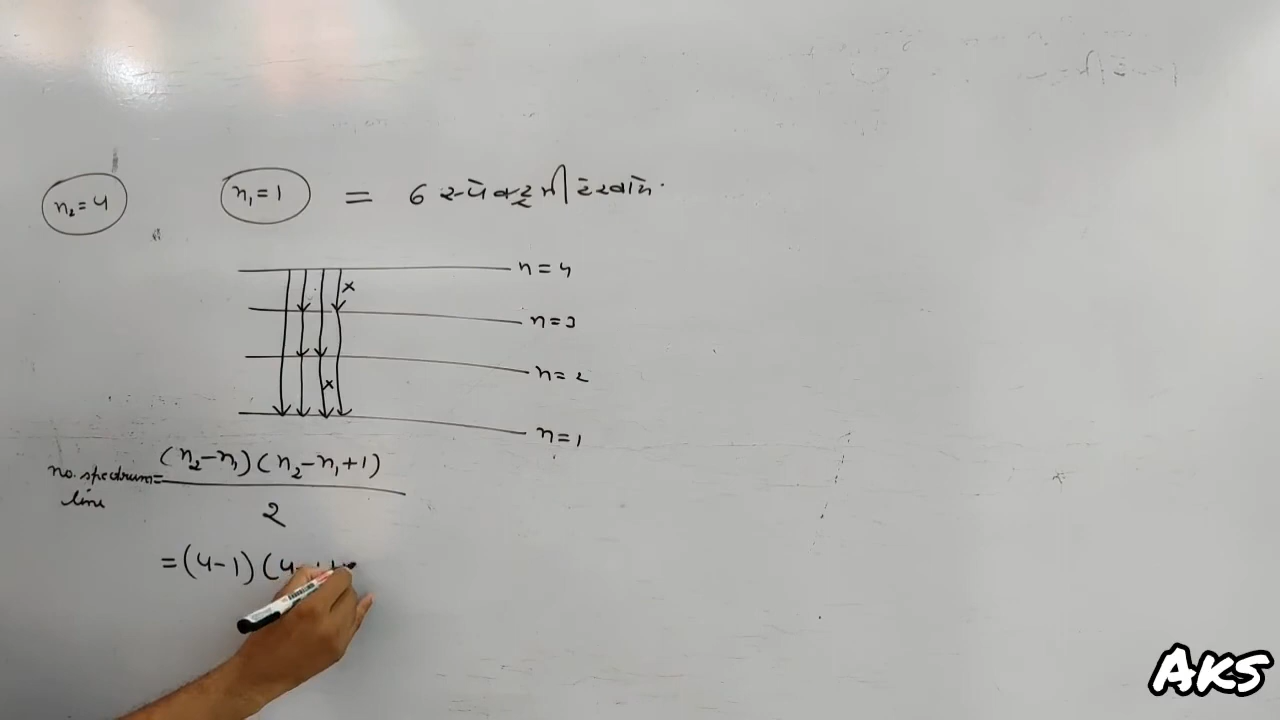 n₂ = 4 n₁ = 1 = 6
n = 4
n = 3
n = 2
n = 1
no. spectrum line = (n₂-n₁)(n₂-n₁+1)
2
= (4-1)(4-1+
AKS